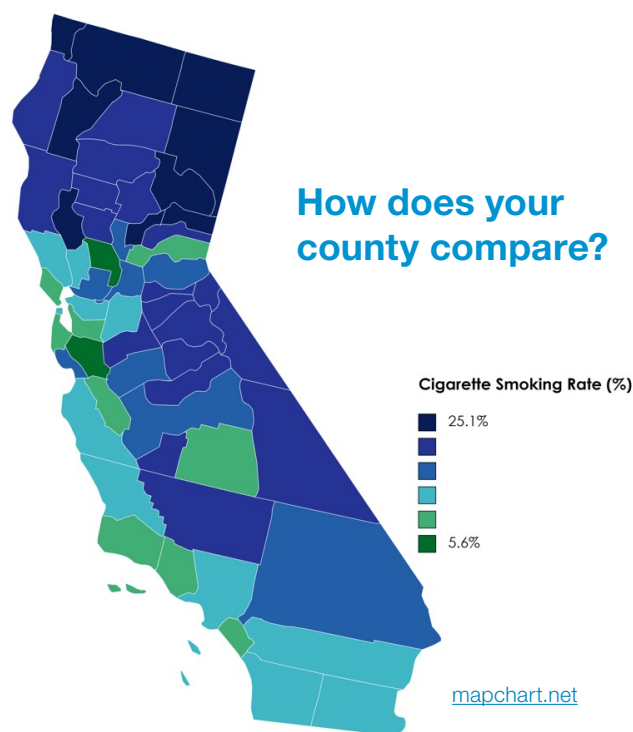 How does your
county compare?
Cigarette Smoking Rate (%)
25.1%
5.6%
mapchart.net